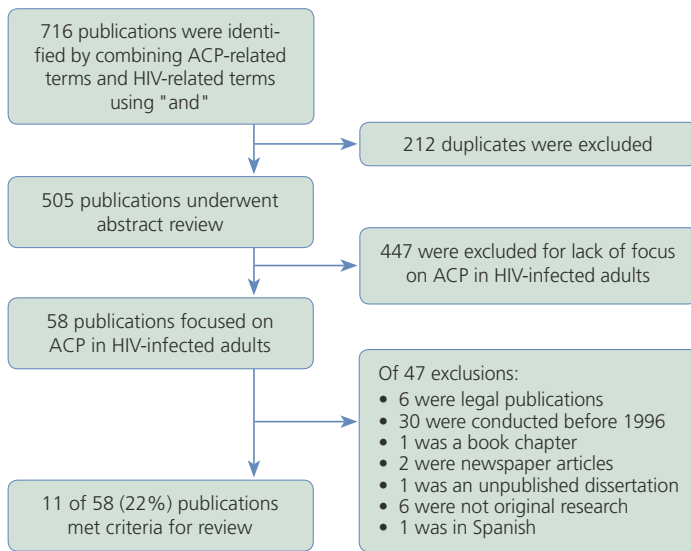 716 publications were identi-
fied by combining ACP-related
terms and HIV-related terms
using "and"
212 duplicates were excluded
505 publications underwent
abstract review
447 were excluded for lack of focus
on ACP in HIV-infected adults
58 publications focused on
ACP in HIV-infected adults
Of 47 exclusions:
• 6 were legal publications
• 30 were conducted before 1996
• 1 was a book chapter
• 2 were newspaper articles
• 1 was an unpublished dissertation
• 6 were not original research
• 1 was in Spanish
11 of 58 (22%) publications
met criteria for review